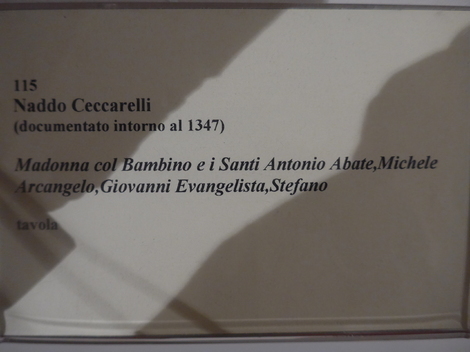 115
Naddo Ceccarelli
(documentato intorno al 1347)
Madonna col Bambino e i Santi Antonio Abate,Michele
Arcangelo,Giovanni Evangelista,Stefano
tavola